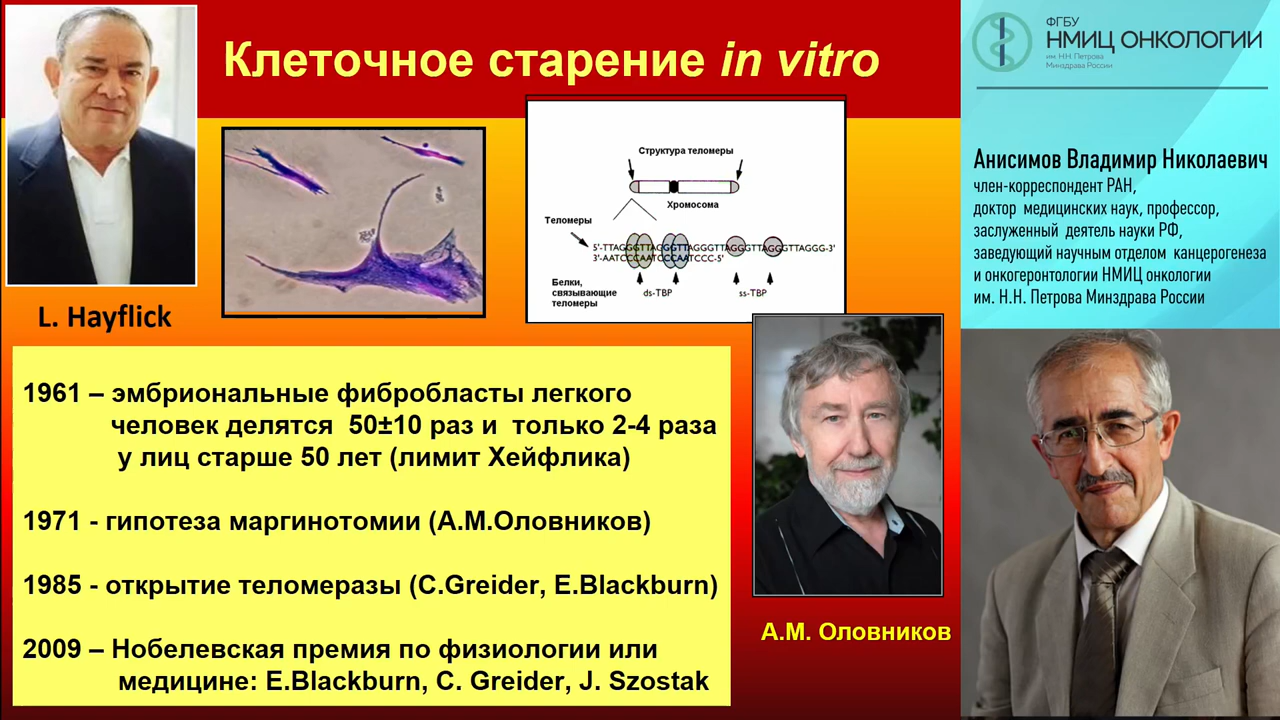 Клеточное старение in vitro
L. Hayflick
Структура теломеры
Хромосома
Теломеры
5'-TTAGGGTTAGGGTTAGGGTTAGGGTTAGGGTTAGGG-3'
3'-AATCCCAATCCCAATCCC-5'
Белки,
связывающие
теломеры
ds-TBP
ss-TBP
1961 – эмбриональные фибробласты легкого
человек делятся 50±10 раз и только 2-4 раза
у лиц старше 50 лет (лимит Хейфлика)
1971 - гипотеза маргинотомии (А.М.Оловников)
1985 - открытие теломеразы (C.Greider, E.Blackburn)
2009 – Нобелевская премия по физиологии или
медицине: E.Blackburn, C. Greider, J. Szostak
А.М. Оловников
ФГБУ
НМИЦ ОНКОЛОГИИ
им. Н.Н. Петрова
Минздрава России
Анисимов Владимир Николаевич
член-корреспондент РАН,
доктор медицинских наук, профессор,
заслуженный деятель науки РФ,
заведующий научным отделом канцерогенеза
и онкогеронтологии НМИЦ онкологии
им. Н.Н. Петрова Минздрава России